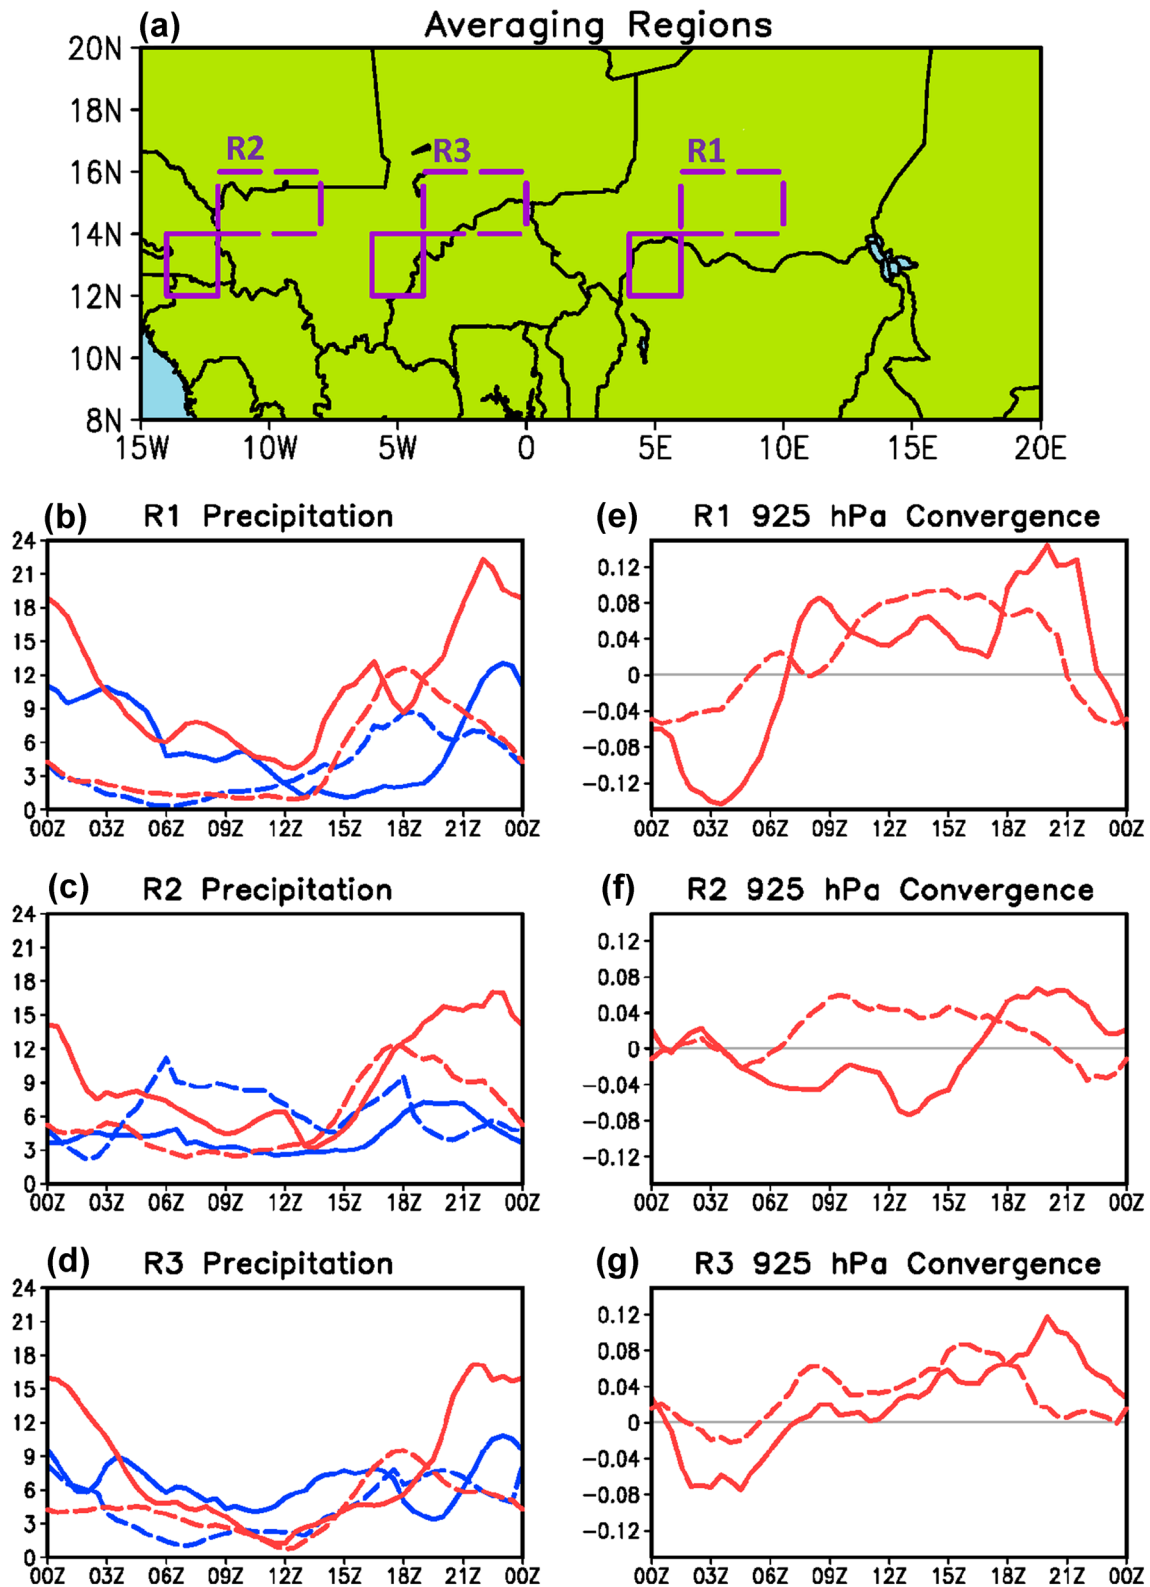 (a) Averaging Regions
20N
18N
16N
14N
12N
10N
8N
R2 R3 R1
15W 10W 5W 0 5E 10E 15E 20E
(b) R1 Precipitation
24
21
18
15
12
9
6
3
0
00Z 03Z 06Z 09Z 12Z 15Z 18Z 21Z 00Z
(e) R1 925 hPa Convergence
0.12
0.08
0.04
0
−0.04
−0.08
−0.12
00Z 03Z 06Z 09Z 12Z 15Z 18Z 21Z 00Z
(c) R2 Precipitation
24
21
18
15
12
9
6
3
0
00Z 03Z 06Z 09Z 12Z 15Z 18Z 21Z 00Z
(f) R2 925 hPa Convergence
0.12
0.08
0.04
0
−0.04
−0.08
−0.12
00Z 03Z 06Z 09Z 12Z 15Z 18Z 21Z 00Z
(d) R3 Precipitation
24
21
18
15
12
9
6
3
0
00Z 03Z 06Z 09Z 12Z 15Z 18Z 21Z 00Z
(g) R3 925 hPa Convergence
0.12
0.08
0.04
0
−0.04
−0.08
−0.12
00Z 03Z 06Z 09Z 12Z 15Z 18Z 21Z 00Z